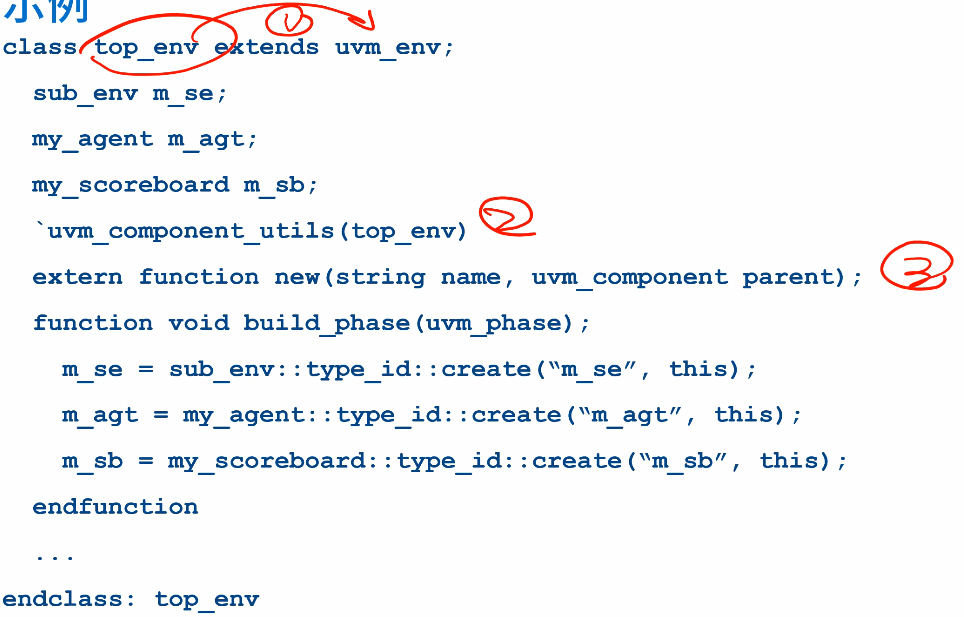 示例
①
class top_env extends uvm_env;
sub_env m_se;
my_agent m_agt;
my_scoreboard m_sb;
`uvm_component_utils(top_env) ②
extern function new(string name, uvm_component parent); ③
function void build_phase(uvm_phase);
m_se = sub_env::type_id::create(“m_se”, this);
m_agt = my_agent::type_id::create(“m_agt”, this);
m_sb = my_scoreboard::type_id::create(“m_sb”, this);
endfunction
...
endclass: top_env